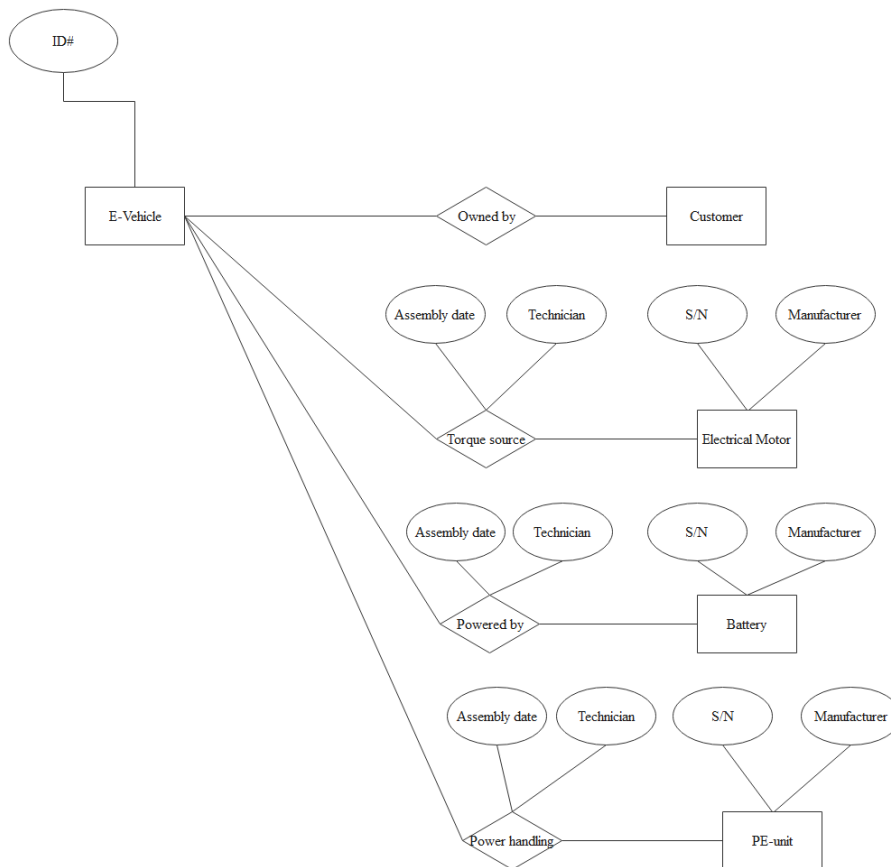 ID#
E-Vehicle
Owned by
Customer
Assembly date
Technician
S/N
Manufacturer
Torque source
Electrical Motor
Assembly date
Technician
S/N
Manufacturer
Powered by
Battery
Assembly date
Technician
S/N
Manufacturer
Power handling
PE-unit